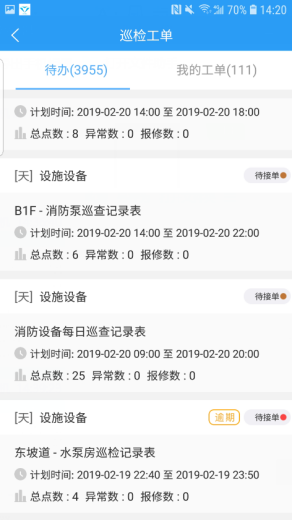 70% 14:20
巡检工单
待办(3955) 我的工单(111)
计划时间: 2019-02-20 14:00 至 2019-02-20 18:00
总点数 : 8 异常数 : 0 报修数 : 0
[天] 设施设备 待接单
B1F - 消防泵巡查记录表
计划时间: 2019-02-20 14:00 至 2019-02-20 22:00
总点数 : 6 异常数 : 0 报修数 : 0
[天] 设施设备 待接单
消防设备每日巡查记录表
计划时间: 2019-02-20 09:00 至 2019-02-20 20:00
总点数 : 25 异常数 : 0 报修数 : 0
[天] 设施设备 逾期 待接单
东坡道 - 水泵房巡检记录表
计划时间: 2019-02-19 22:40 至 2019-02-19 23:50
总点数 : 4 异常数 : 0 报修数 : 0